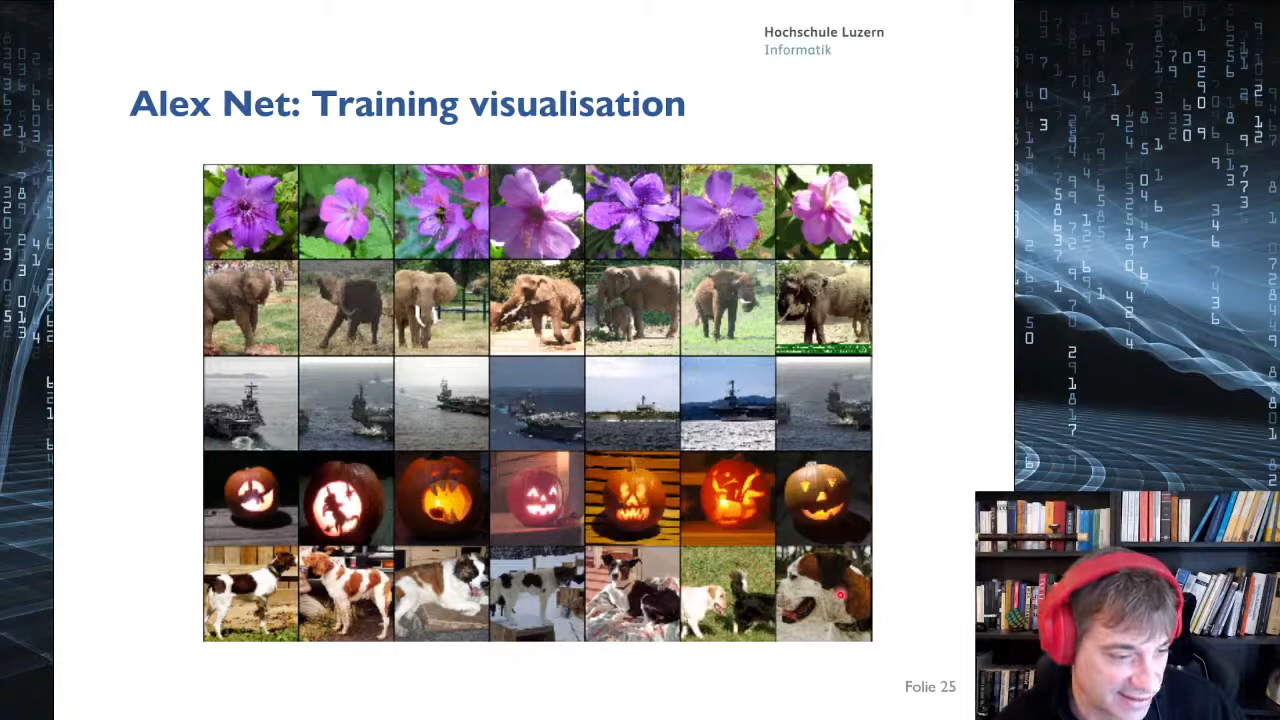 Hochschule Luzern
Informatik
Alex Net: Training visualisation
Folie 25